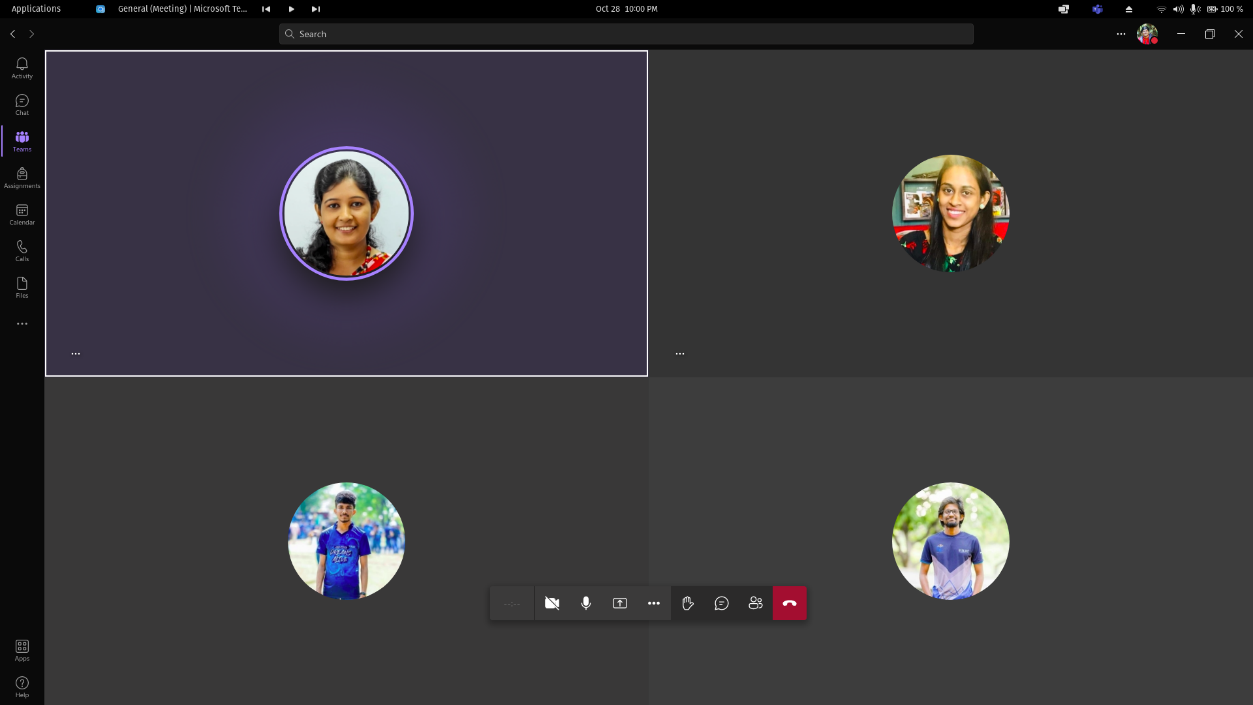 Applications General (Meeting) | Microsoft Te... Oct 28 10:00 PM 100 %
Search
Activity
Chat
Teams
Assignments
Calendar
Calls
Files
Apps
Help